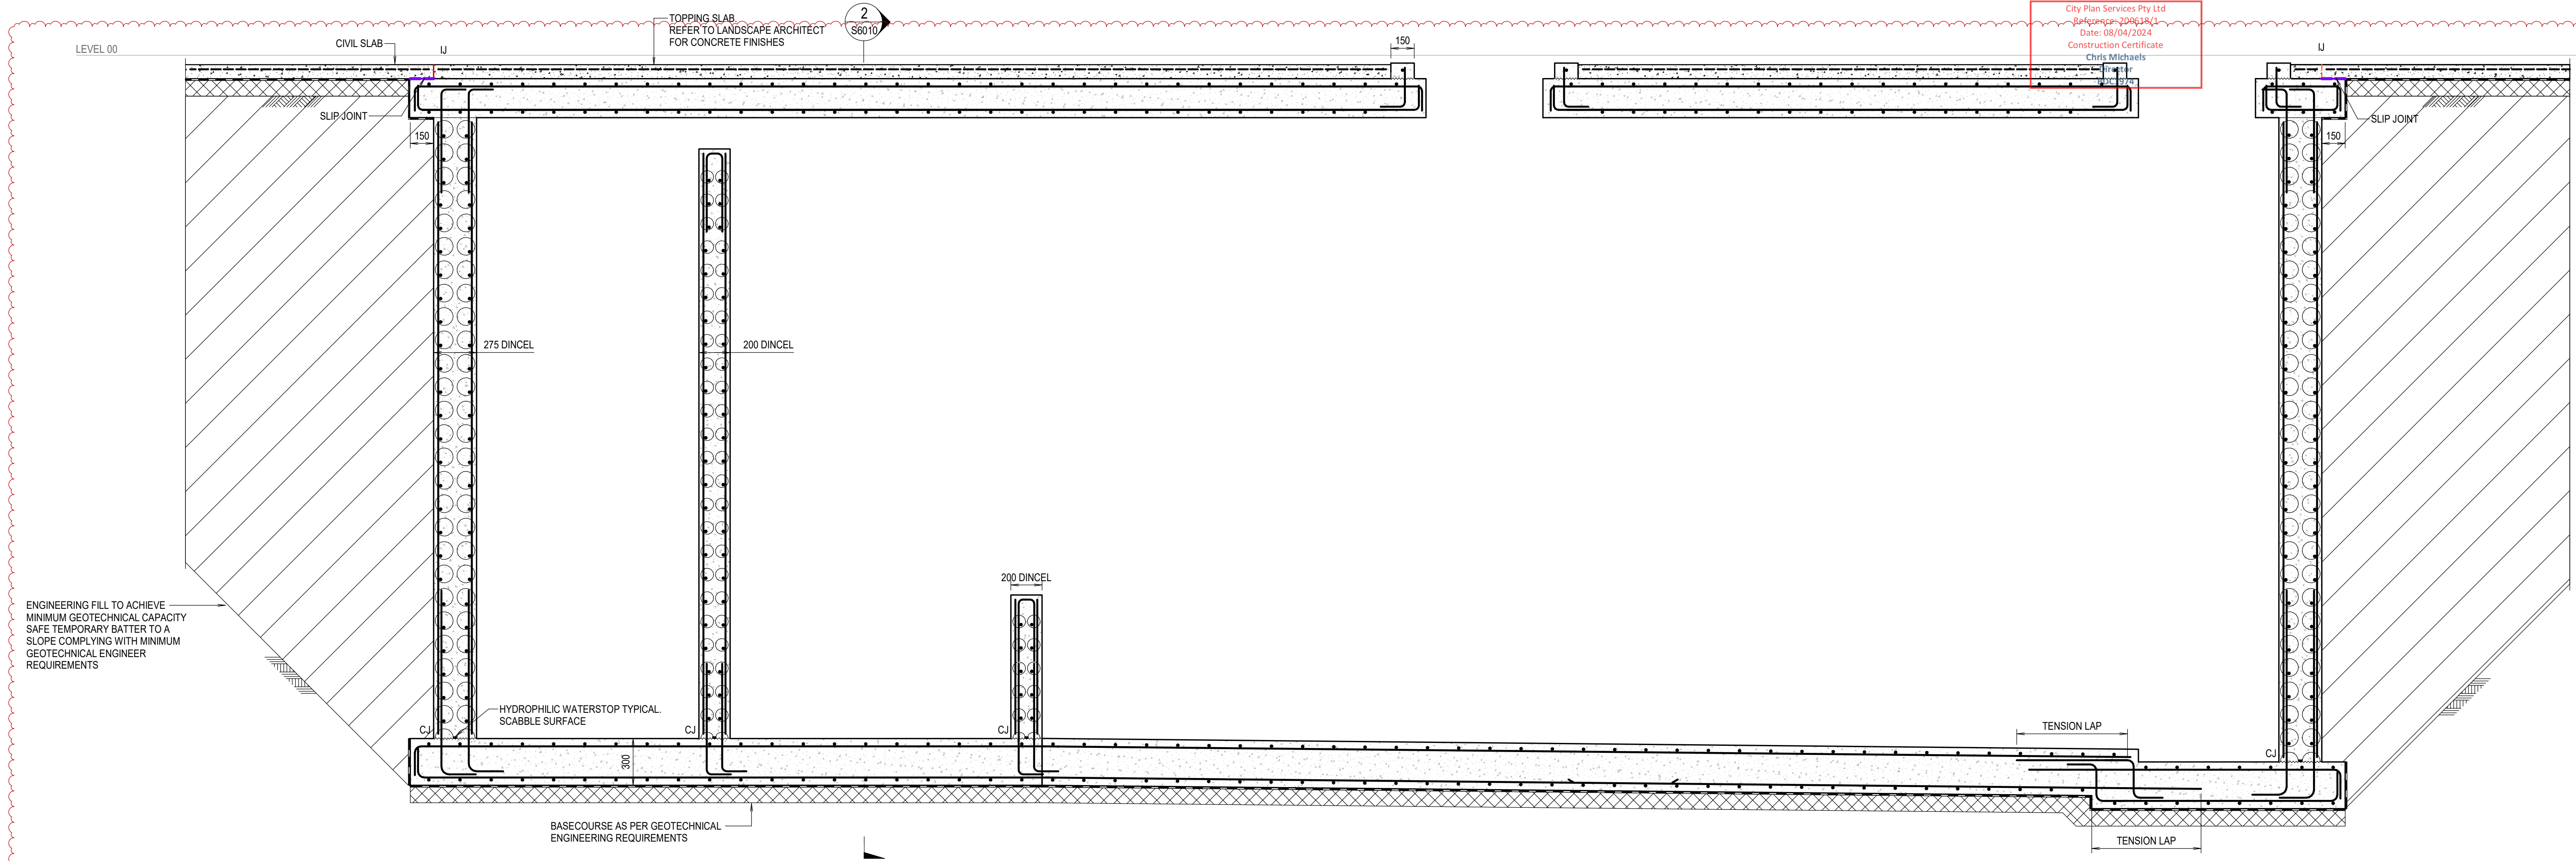 City Plan Services Pty Ltd
Reference: 200618/1
Date: 08/04/2024
Construction Certificate
Chris Michaels
Director
2
S6010
TOPPING SLAB.
REFER TO LANDSCAPE ARCHITECT
FOR CONCRETE FINISHES
LEVEL 00
CIVIL SLAB
IJ
150
IJ
SLIP JOINT
150
SLIP JOINT
150
275 DINCEL
200 DINCEL
200 DINCEL
ENGINEERING FILL TO ACHIEVE
MINIMUM GEOTECHNICAL CAPACITY
SAFE TEMPORARY BATTER TO A
SLOPE COMPLYING WITH MINIMUM
GEOTECHNICAL ENGINEER
REQUIREMENTS
HYDROPHILIC WATERSTOP TYPICAL.
SCABBLE SURFACE
CJ
CJ
CJ
TENSION LAP
CJ
300
BASECOURSE AS PER GEOTECHNICAL
ENGINEERING REQUIREMENTS
TENSION LAP